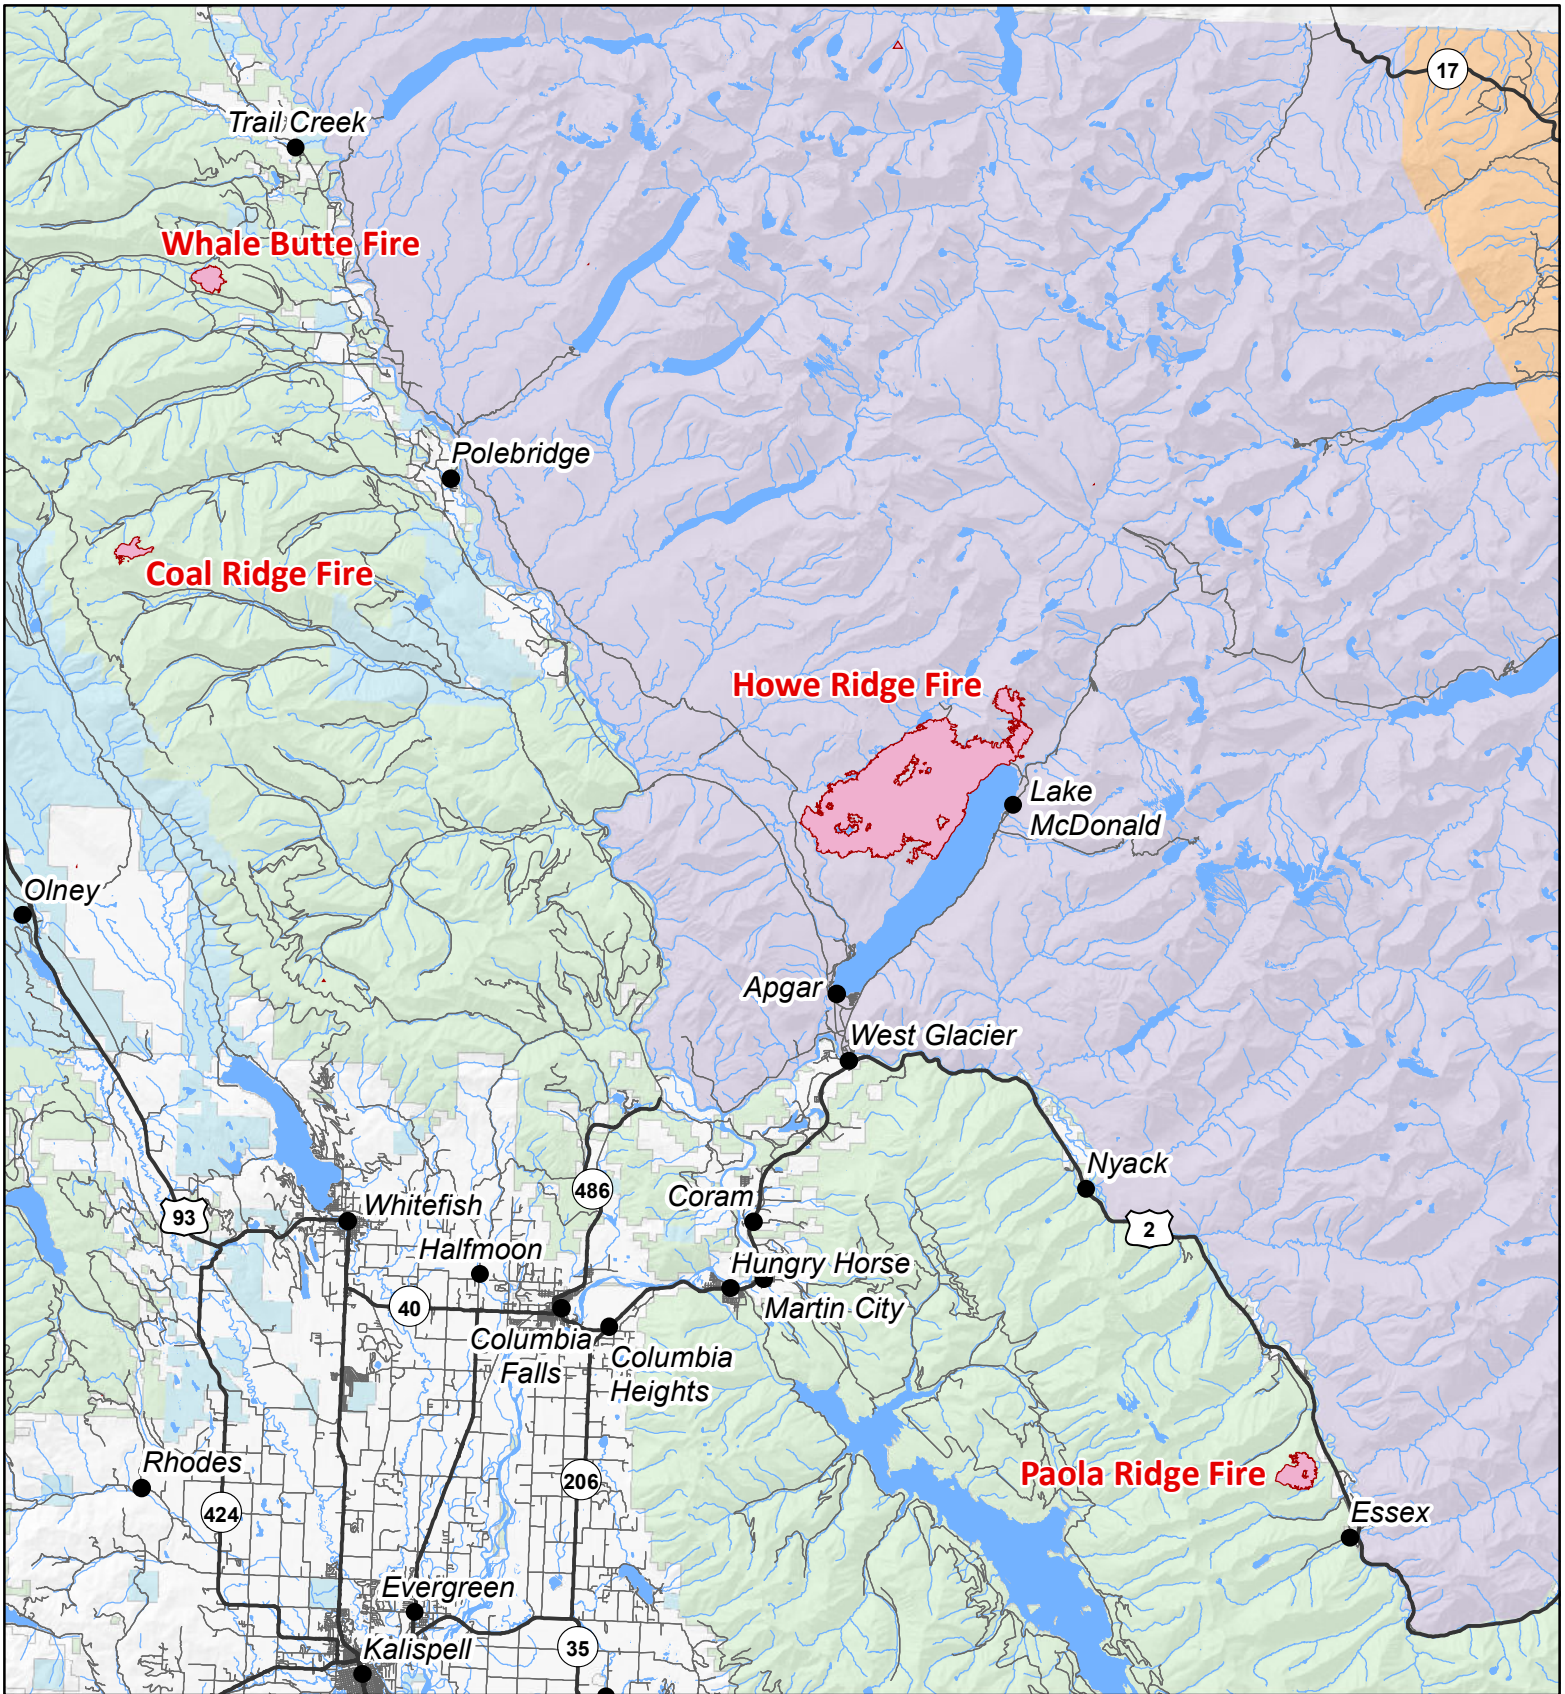 17
Trail Creek
Whale Butte Fire
Polebridge
Coal Ridge Fire
Howe Ridge Fire
Lake
McDonald
Olney
Apgar
West Glacier
Nyack
486
Coram
Whitefish
93
2
Halfmoon
Hungry Horse
40
Martin City
Columbia
Falls
Columbia
Heights
Rhodes
206
Paola Ridge Fire
424
Essex
Evergreen
Kalispell
35